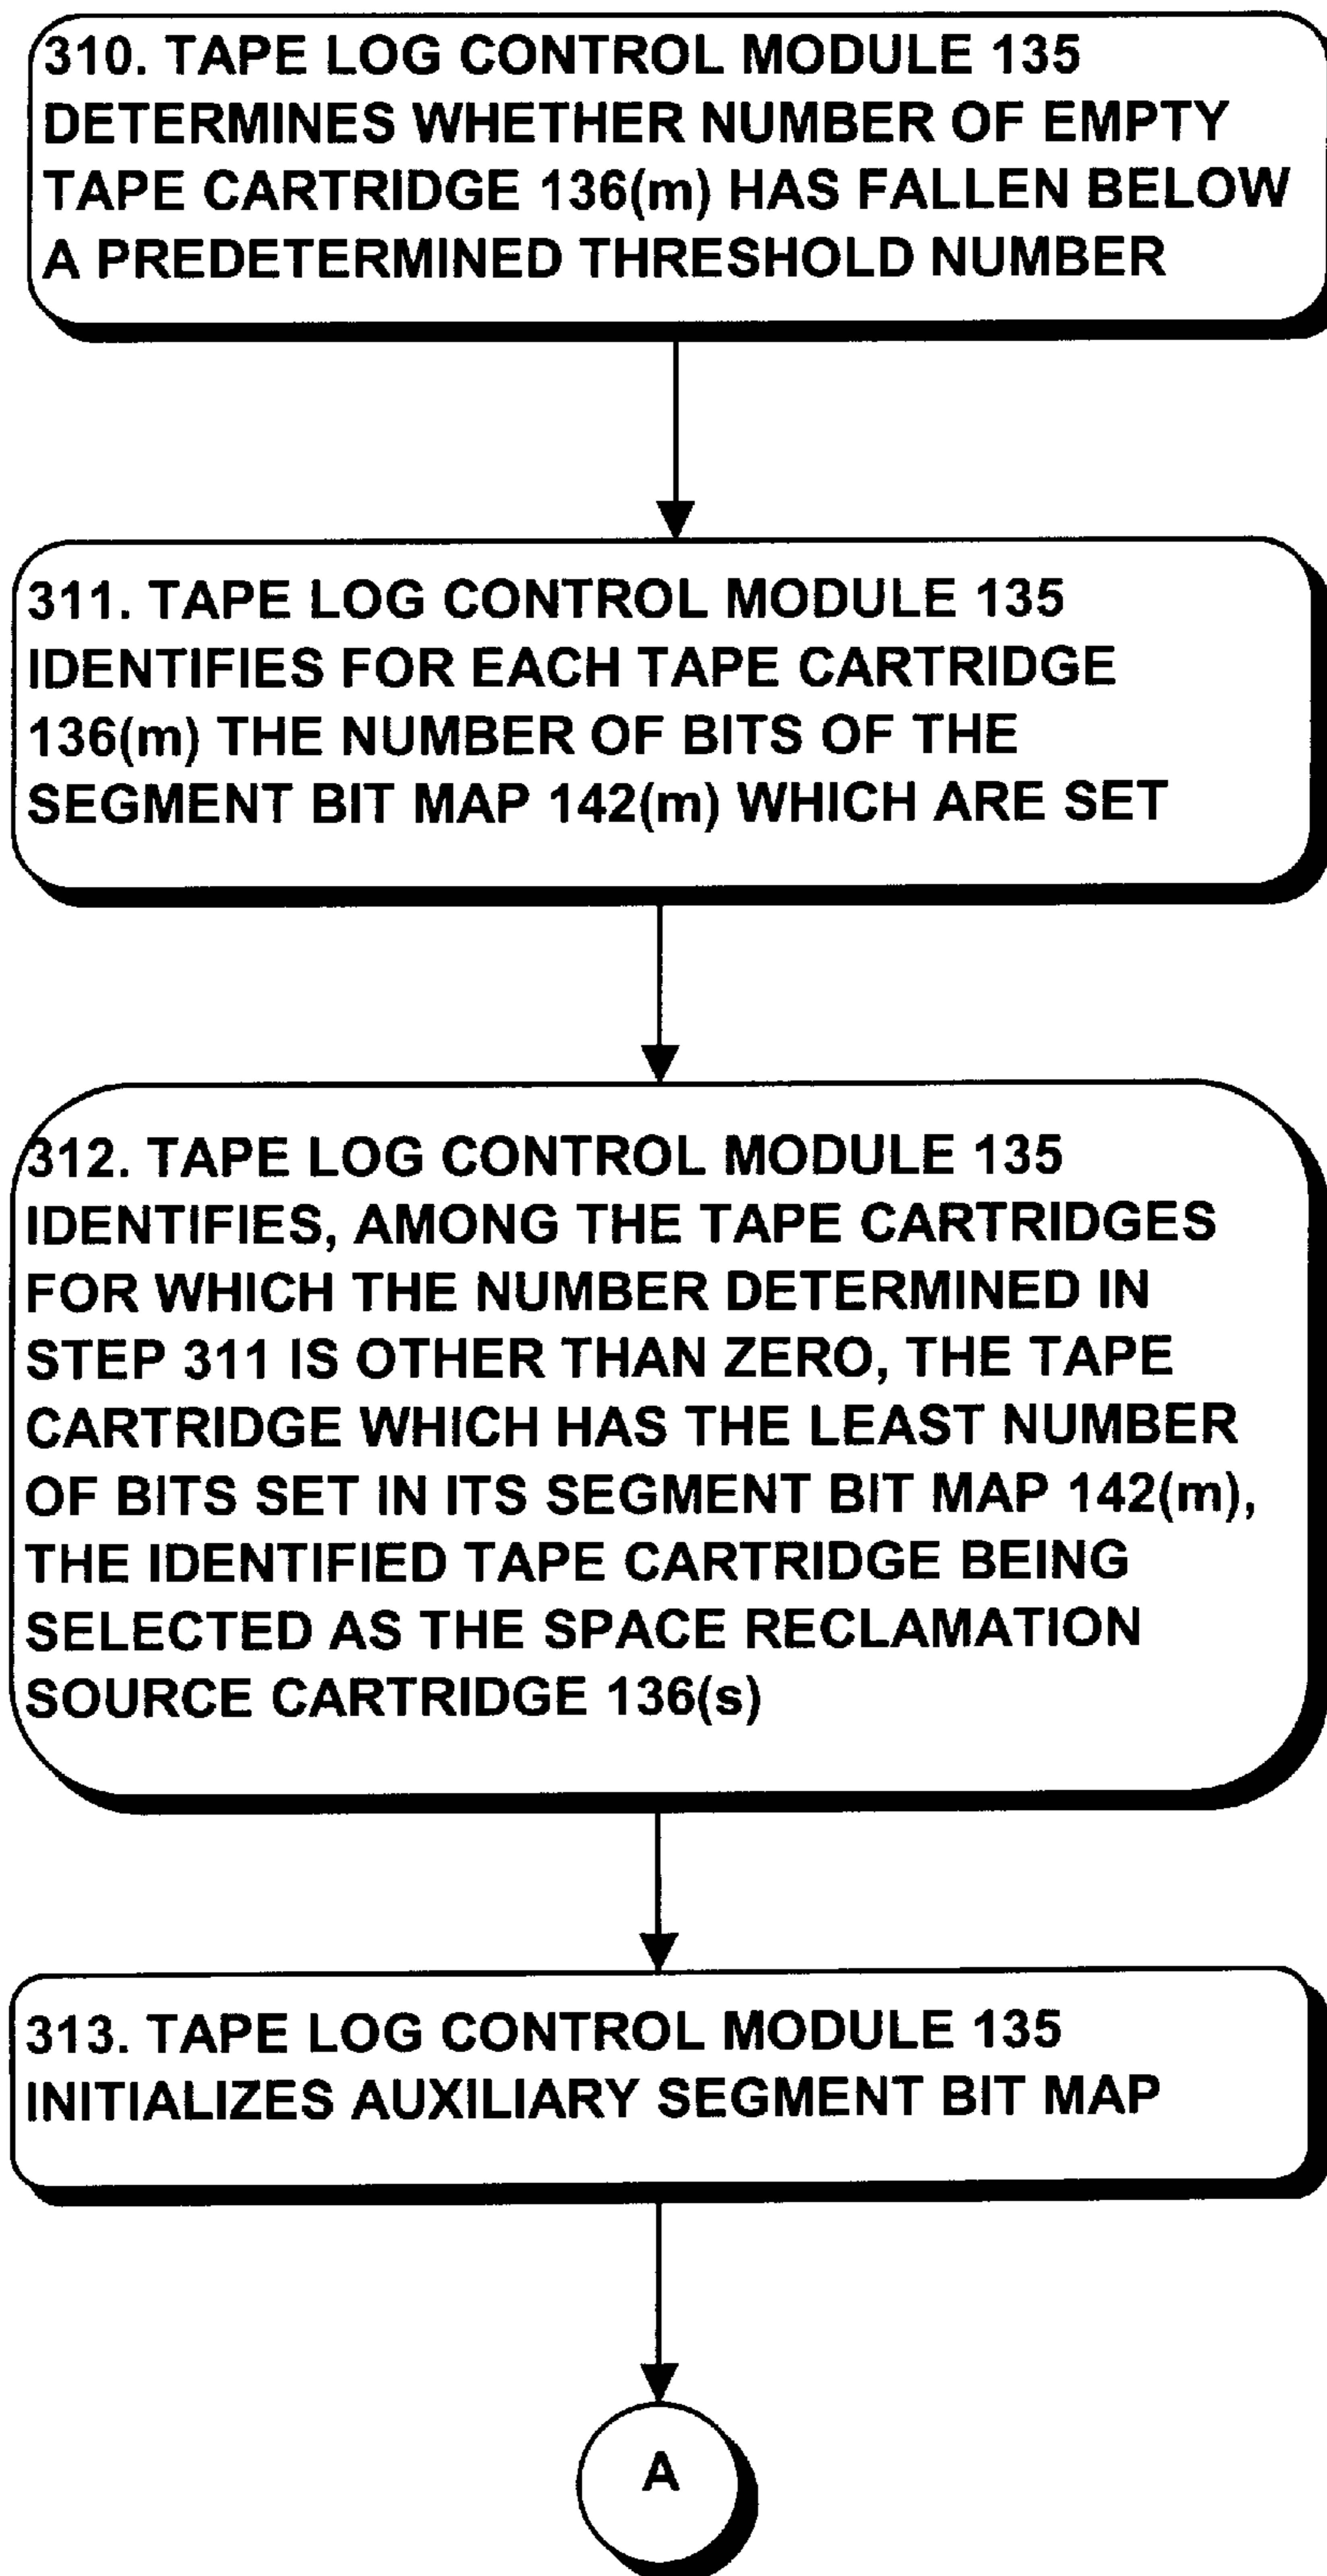 310. TAPE LOG CONTROL MODULE 135
DETERMINES WHETHER NUMBER OF EMPTY
TAPE CARTRIDGE 136(m) HAS FALLEN BELOW
A PREDETERMINED THRESHOLD NUMBER
311. TAPE LOG CONTROL MODULE 135
IDENTIFIES FOR EACH TAPE CARTRIDGE
136(m) THE NUMBER OF BITS OF THE
SEGMENT BIT MAP 142(m) WHICH ARE SET
312. TAPE LOG CONTROL MODULE 135
IDENTIFIES, AMONG THE TAPE CARTRIDGES
FOR WHICH THE NUMBER DETERMINED IN
STEP 311 IS OTHER THAN ZERO, THE TAPE
CARTRIDGE WHICH HAS THE LEAST NUMBER
OF BITS SET IN ITS SEGMENT BIT MAP 142(m),
THE IDENTIFIED TAPE CARTRIDGE BEING
SELECTED AS THE SPACE RECLAMATION
SOURCE CARTRIDGE 136(s)
313. TAPE LOG CONTROL MODULE 135
INITIALIZES AUXILIARY SEGMENT BIT MAP
A